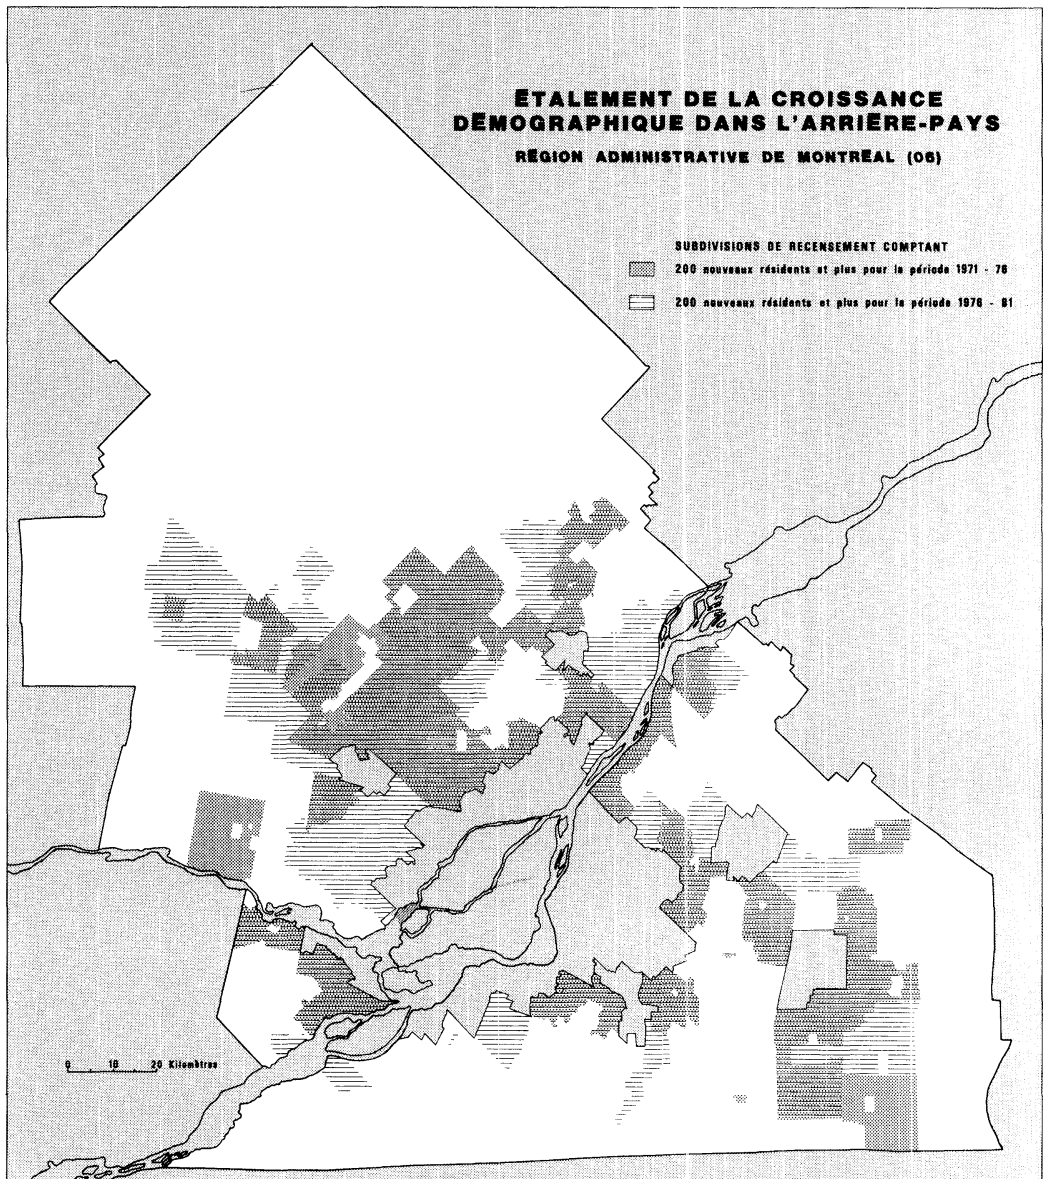 ÉTALEMENT DE LA CROISSANCE
DÉMOGRAPHIQUE DANS L'ARRIÈRE-PAYS
RÉGION ADMINISTRATIVE DE MONTRÉAL (06)
SUBDIVISIONS DE RECENSEMENT COMPTANT
200 nouveaux résidents et plus pour la période 1971 - 76
200 nouveaux résidents et plus pour la période 1976 - 81
0 10 20 Kilomètres